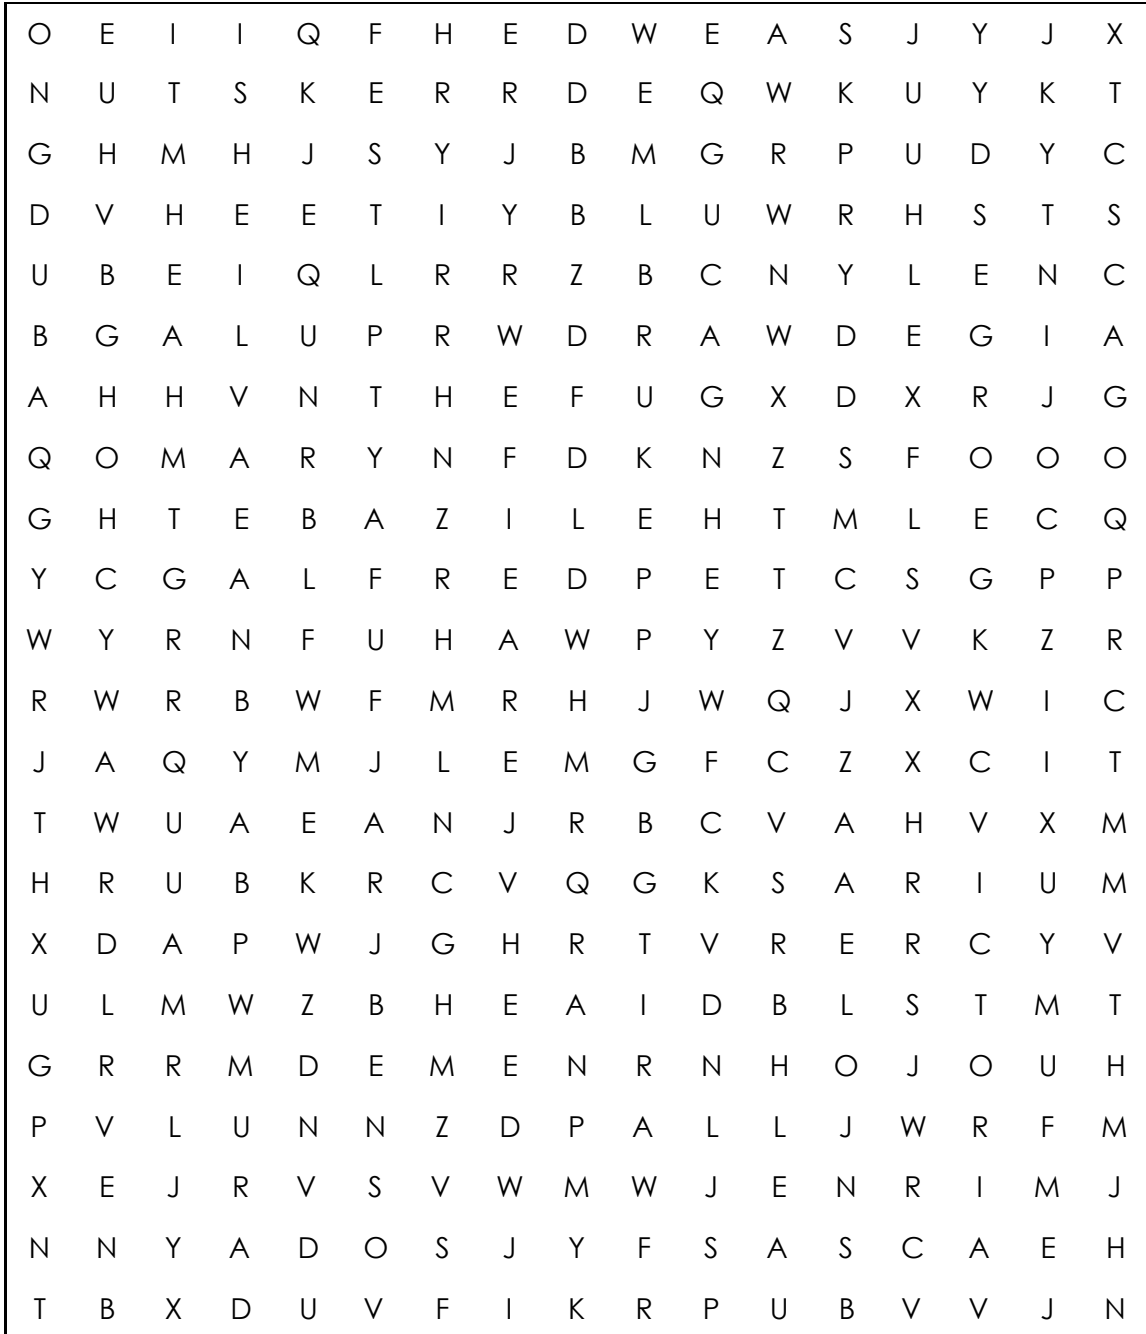 O E I I Q F H E D W E A S J Y J X
N U T S K E R R D E Q W K U Y K T
G H M H J S Y J B M G R P U D Y C
D V H E E T I Y B L U W R H S T S
U B E I Q L R R Z B C N Y L E N C
B G A L U P R W D R A W D E G I A
A H H V N T H E F U G X D X R J G
Q O M A R Y N F D K N Z S F O O O
G H T E B A Z I L E H T M L E C Q
Y C G A L F R E D P E T C S G P P
W Y R N F U H A W P Y Z V V K Z R
R W R B W F M R H J W Q J X W I C
J A Q Y M J L E M G F C Z X C I T
T W U A E A N J R B C V A H V X M
H R U B K R C V Q G K S A R I U M
X D A P W J G H R T V R E R C Y V
U L M W Z B H E A I D B L S T M T
G R R M D E M E N R N H O J O U H
P V L U N N Z D P A L L J W R F M
X E J R V S V W M W J E N R I M J
N N Y A D O S J Y F S A S C A E H
T B X D U V F I K R P U B V V J N